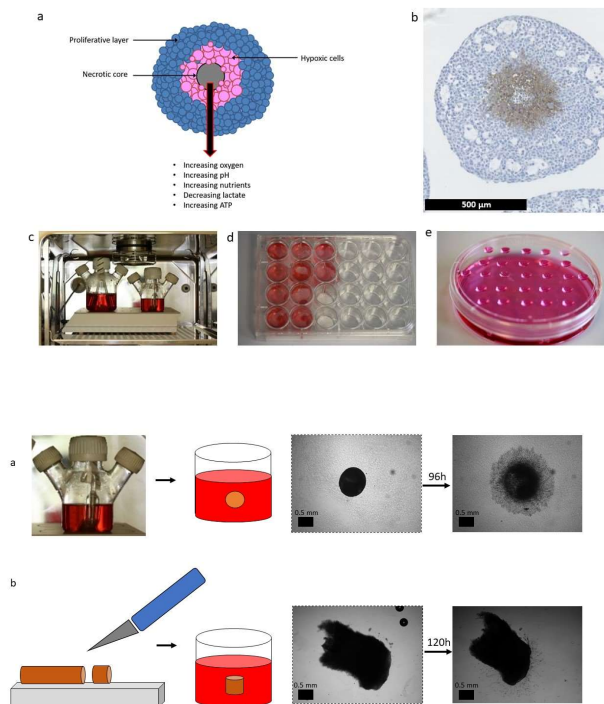 a
Proliferative layer
Hypoxic cells
Necrotic core
• Increasing oxygen
• Increasing pH
• Increasing nutrients
• Decreasing lactate
• Increasing ATP
b
500 µm
c
d
e
a
0.5 mm
96h
0.5 mm
b
0.5 mm
120h
0.5 mm